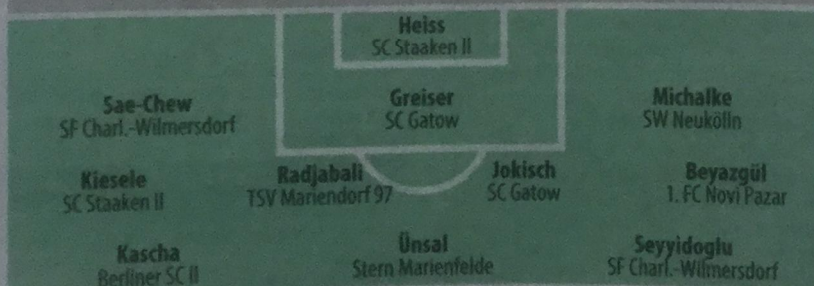 Heiss
SC Staaken II
Sae-Chew
SF Charl.-Wilmersdorf
Greiser
SC Gatow
Michalke
SW Neukölln
Kiesele
SC Staaken II
Radjabali
TSV Mariendorf 97
Jokisch
SC Gatow
Beyazgül
1. FC Novi Pazar
Kascha
Berliner SC II
Ünsal
Stern Marienfelde
Seyyidoglu
SF Charl.-Wilmersdorf